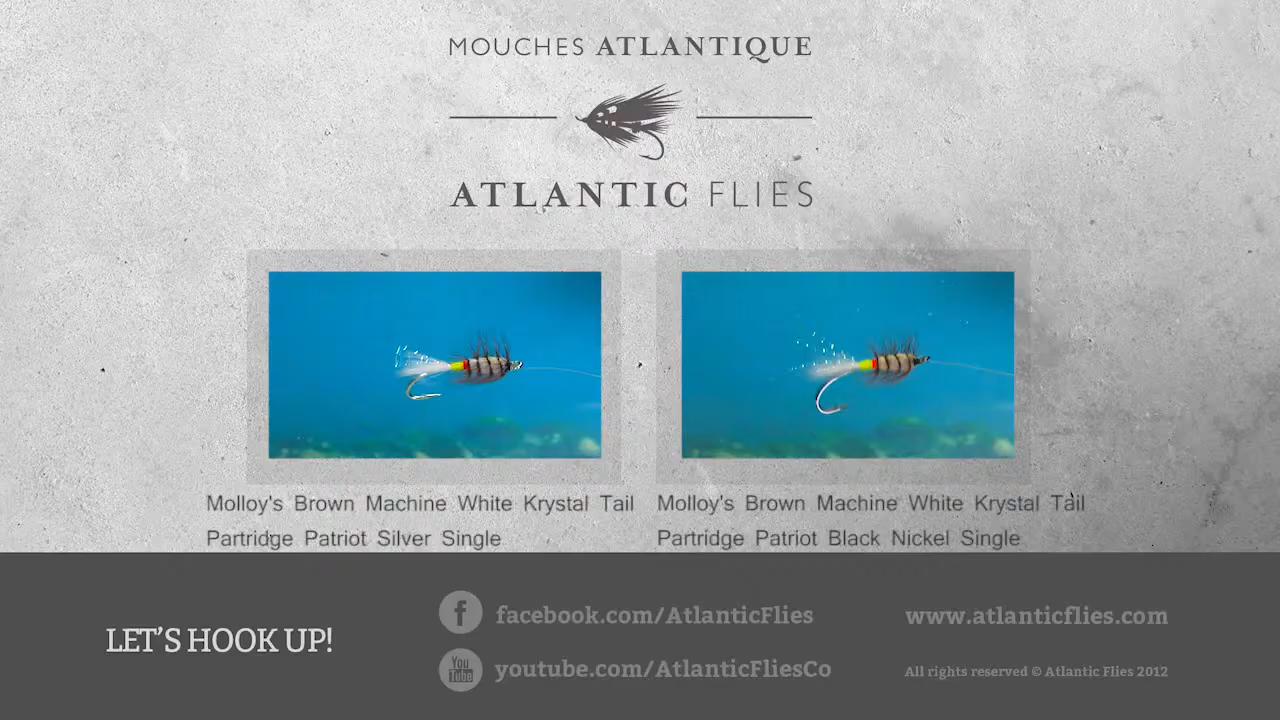 MOUCHES ATLANTIQUE
ATLANTIC FLIES
Molloy's Brown Machine White Krystal Tail
Partridge Patriot Silver Single
Molloy's Brown Machine White Krystal Tail
Partridge Patriot Black Nickel Single
LET'S HOOK UP!
f facebook.com/AtlanticFlies
You Tube youtube.com/AtlanticFliesCo
www.atlanticflies.com
All rights reserved © Atlantic Flies 2012